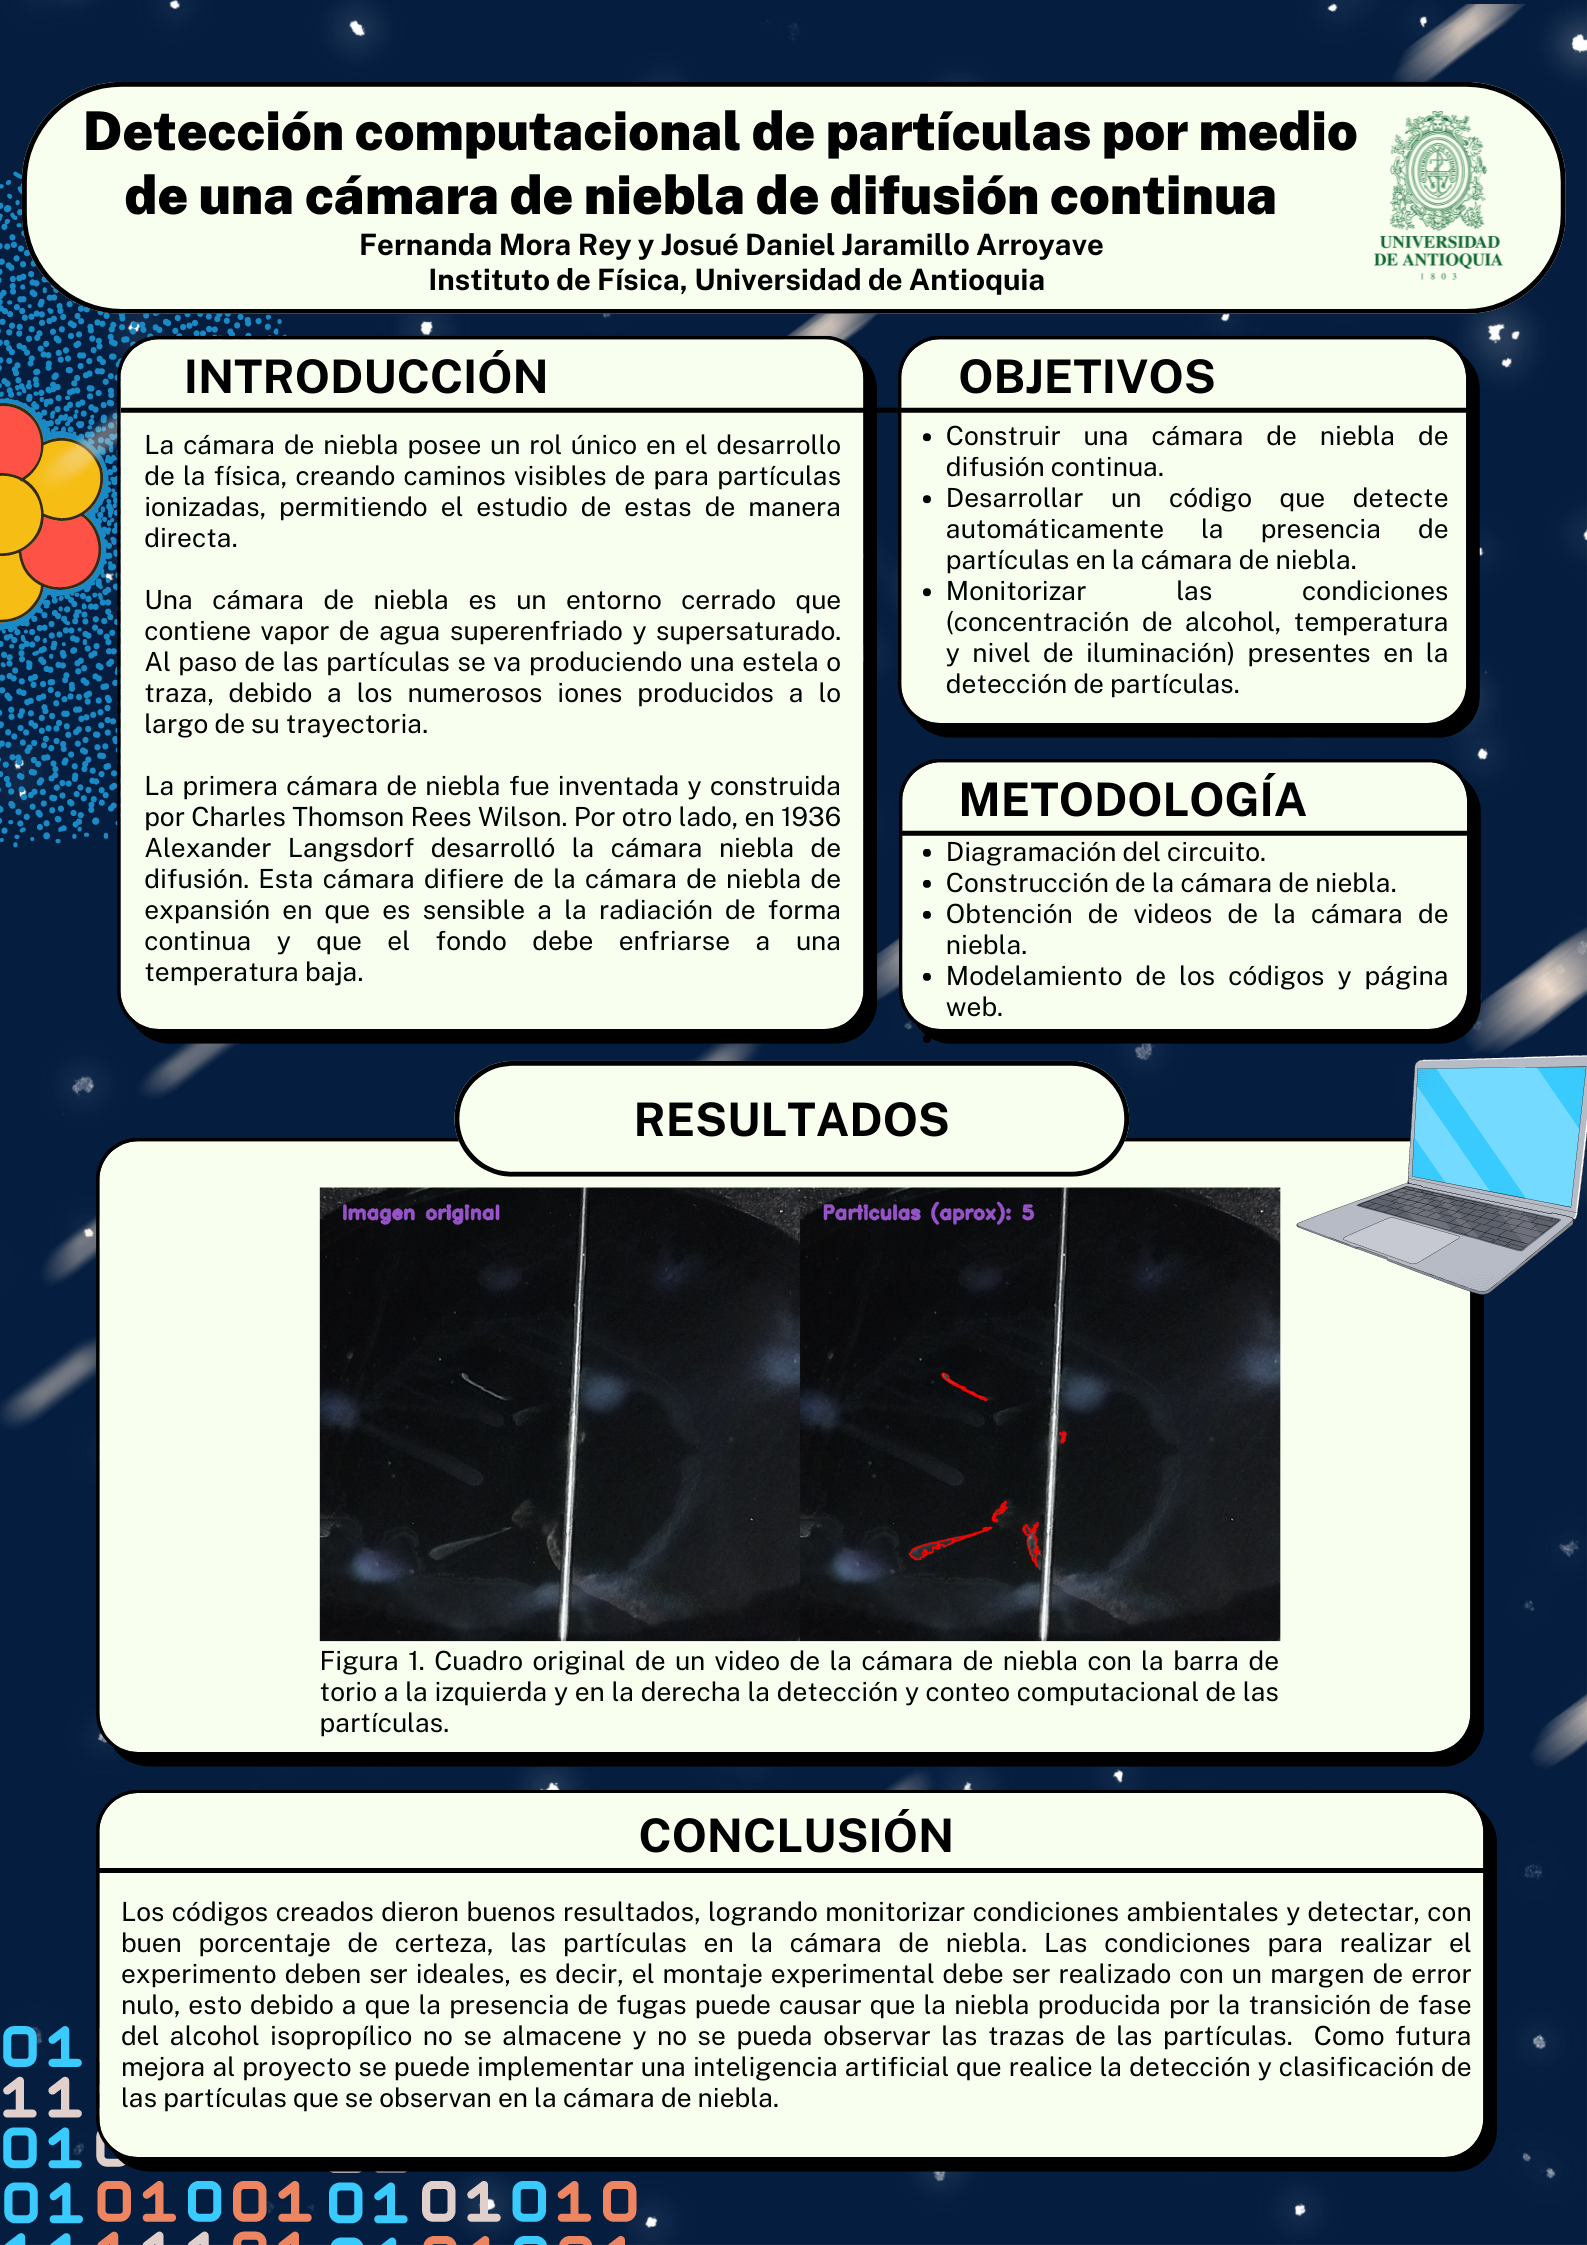 Detección computacional de partículas por medio
de una cámara de niebla de difusión continua
Fernanda Mora Rey y Josué Daniel Jaramillo Arroyave
Instituto de Física, Universidad de Antioquia
UNIVERSIDAD
DE ANTIOQUIA
1803
INTRODUCCIÓN
La cámara de niebla posee un rol único en el desarrollo
de la física, creando caminos visibles de para partículas
ionizadas, permitiendo el estudio de estas de manera
directa.
Una cámara de niebla es un entorno cerrado que
contiene vapor de agua superenfriado y supersaturado.
Al paso de las partículas se va produciendo una estela o
traza, debido a los numerosos iones producidos a lo
largo de su trayectoria.
La primera cámara de niebla fue inventada y construida
por Charles Thomson Rees Wilson. Por otro lado, en 1936
Alexander Langsdorf desarrolló la cámara niebla de
difusión. Esta cámara difiere de la cámara de niebla de
expansión en que es sensible a la radiación de forma
continua y que el fondo debe enfriarse a una
temperatura baja.
OBJETIVOS
• Construir una cámara de niebla de
difusión continua.
• Desarrollar un código que detecte
automáticamente la presencia de
partículas en la cámara de niebla.
• Monitorizar las condiciones
(concentración de alcohol, temperatura
y nivel de iluminación) presentes en la
detección de partículas.
METODOLOGÍA
• Diagramación del circuito.
• Construcción de la cámara de niebla.
• Obtención de videos de la cámara de
niebla.
• Modelamiento de los códigos y página
web.
RESULTADOS
Imagen original
Particulas (aprox): 5
Figura 1. Cuadro original de un video de la cámara de niebla con la barra de
torio a la izquierda y en la derecha la detección y conteo computacional de las
partículas.
CONCLUSIÓN
Los códigos creados dieron buenos resultados, logrando monitorizar condiciones ambientales y detectar, con
buen porcentaje de certeza, las partículas en la cámara de niebla. Las condiciones para realizar el
experimento deben ser ideales, es decir, el montaje experimental debe ser realizado con un margen de error
nulo, esto debido a que la presencia de fugas puede causar que la niebla producida por la transición de fase
del alcohol isopropílico no se almacene y no se pueda observar las trazas de las partículas. Como futura
mejora al proyecto se puede implementar una inteligencia artificial que realice la detección y clasificación de
las partículas que se observan en la cámara de niebla.
01
11
01
01 01001 01 01010